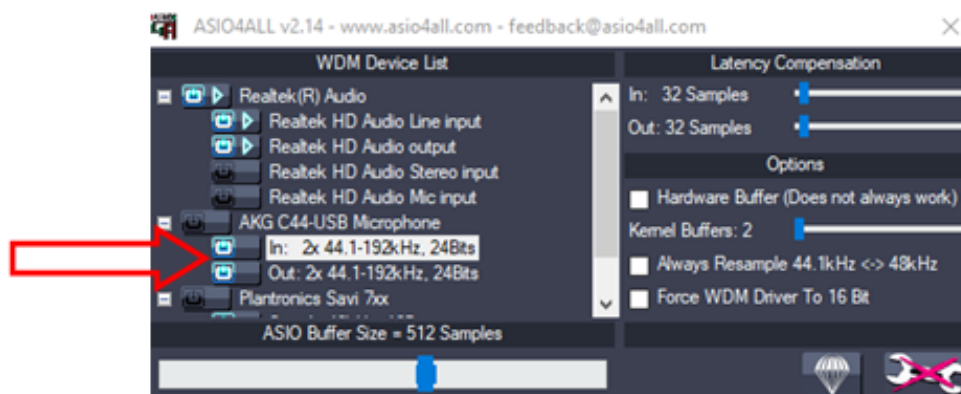 ASIO4ALL v2.14 - www.asio4all.com - feedback@asio4all.com
WDM Device List
Realtek(R) Audio
Realtek HD Audio Line input
Realtek HD Audio output
Realtek HD Audio Stereo input
Realtek HD Audio Mic input
AKG C44-USB Microphone
In: 2x 44.1-192kHz, 24Bits
Out: 2x 44.1-192kHz, 24Bits
Plantronics Savi 7xx
ASIO Buffer Size = 512 Samples
Latency Compensation
In: 32 Samples
Out: 32 Samples
Options
Hardware Buffer (Does not always work)
Kernel Buffers: 2
Always Resample 44.1kHz <-> 48kHz
Force WDM Driver To 16 Bit